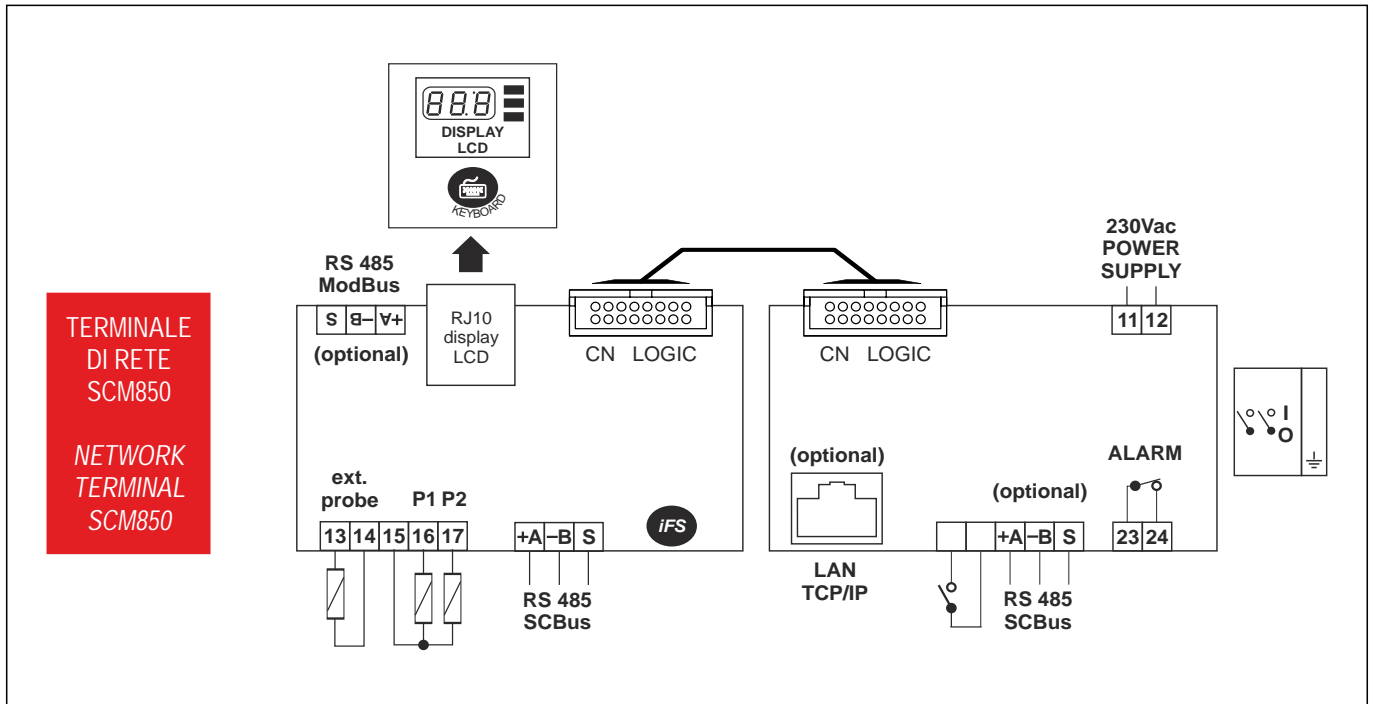 88.8
DISPLAY
LCD
KEYBOARD
TERMINALE
DI RETE
SCM850
NETWORK
TERMINAL
SCM850
RS 485
ModBus
S –B +A
(optional)
RJ10
display
LCD
CN LOGIC
ext.
probe
P1 P2
13 14 15 16 17
+A –B S
RS 485
SCBus
iFS
CN LOGIC
230Vac
POWER
SUPPLY
11 12
(optional)
LAN
TCP/IP
(optional)
+A –B S
RS 485
SCBus
ALARM
23 24
I
O